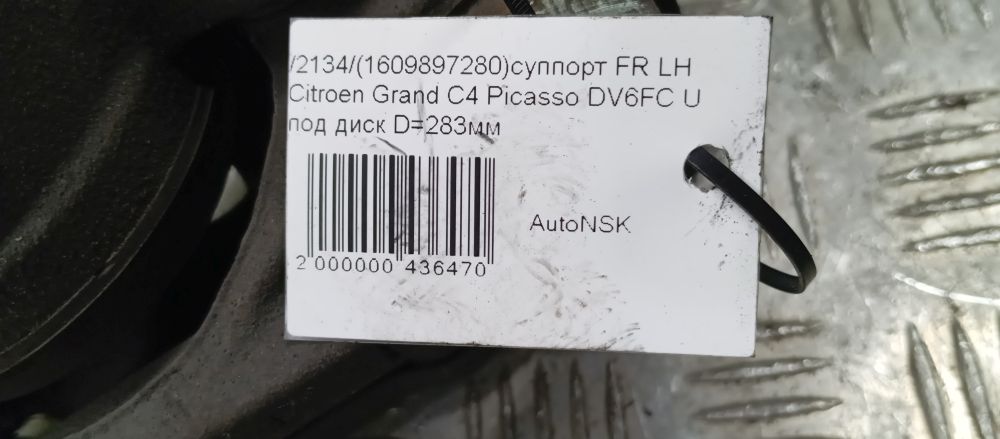 /2134/(1609897280)суппорт FR LH
Citroen Grand C4 Picasso DV6FC U
под диск D=283мм
AutoNSK
2 000000 436470